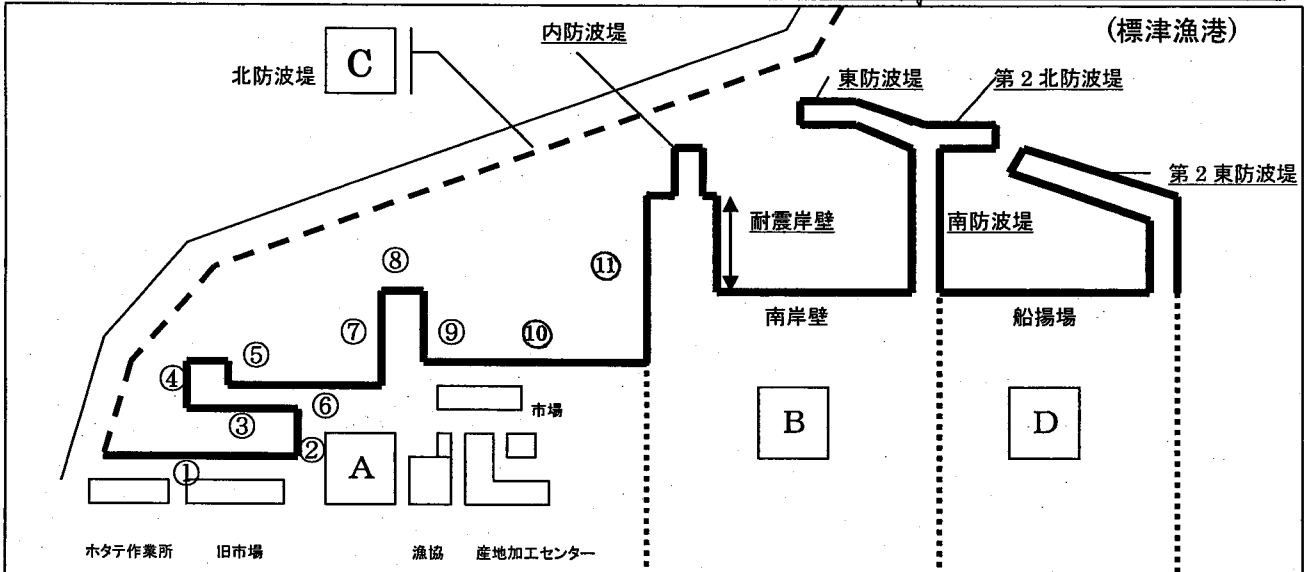 (標津漁港)
内防波堤
北防波堤
C
東防波堤
第2北防波堤
第2東防波堤
耐震岸壁
南防波堤
⑧
⑪
南岸壁
船揚場
⑦
⑨
⑩
⑤
④
⑥
③
②
①
市場
A
B
D
ホタテ作業所
旧市場
漁協
産地加工センター